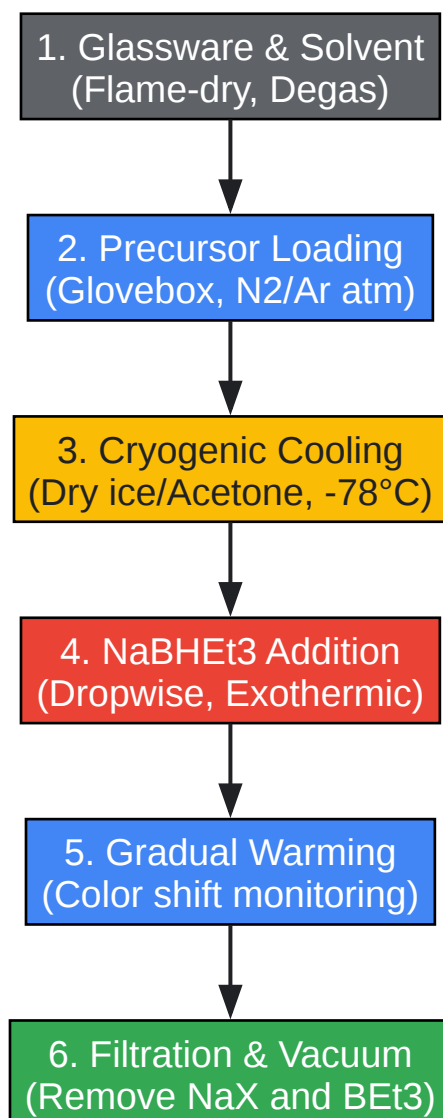 1. Glassware & Solvent
(Flame-dry, Degas)
2. Precursor Loading
(Glovebox, N2/Ar atm)
3. Cryogenic Cooling
(Dry ice/Acetone, -78°C)
4. NaBHEt3 Addition
(Dropwise, Exothermic)
5. Gradual Warming
(Color shift monitoring)
6. Filtration & Vacuum
(Remove NaX and BEt3)